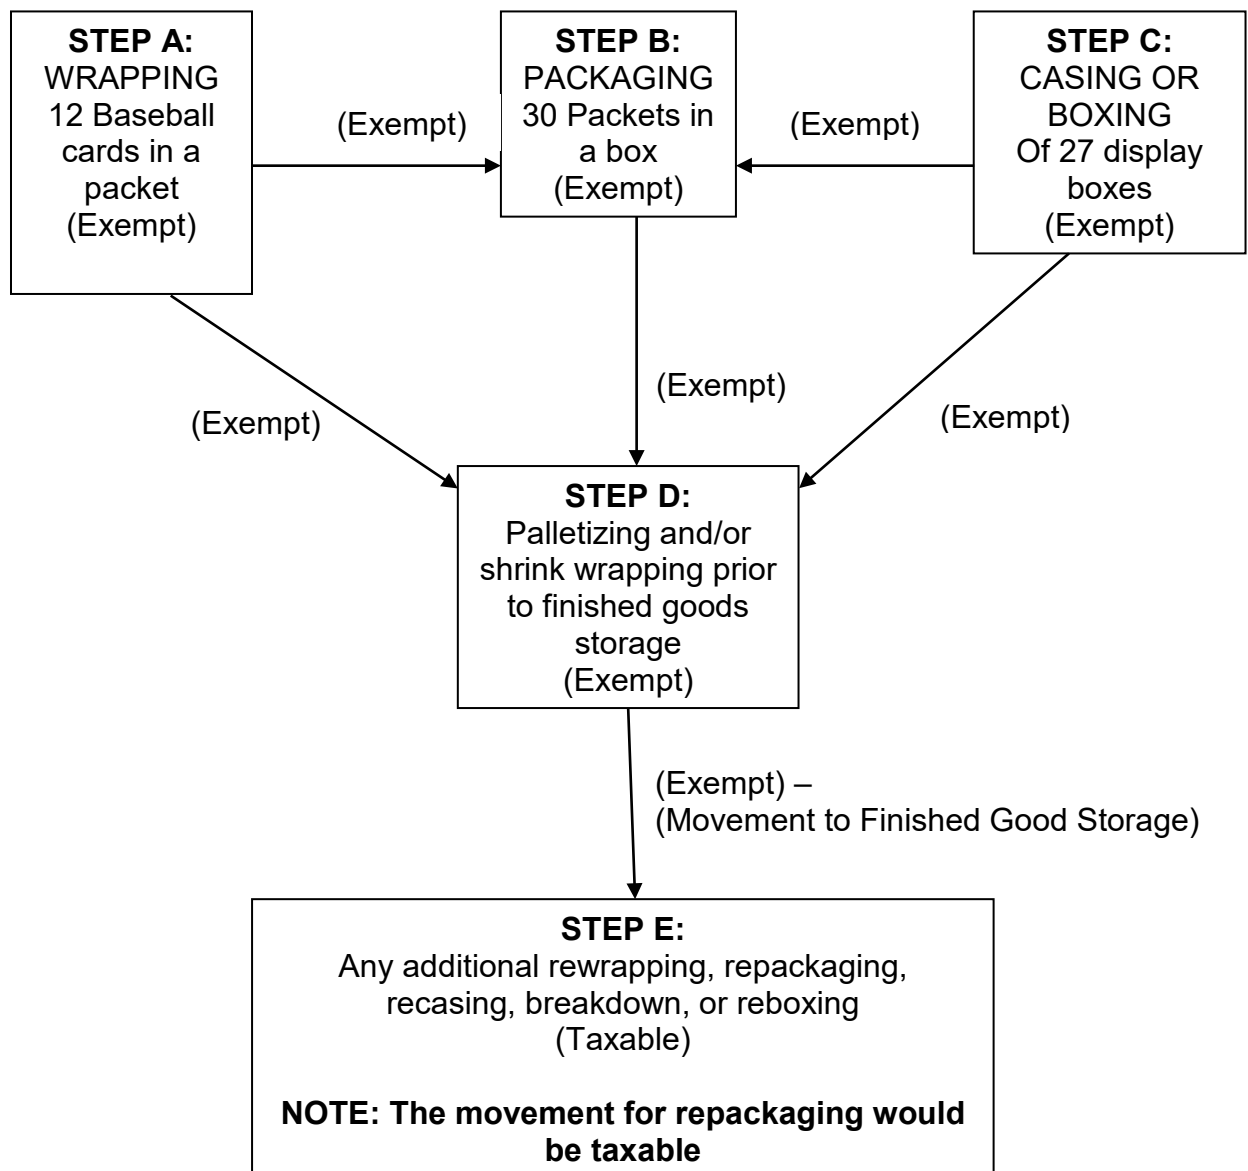 STEP A:
WRAPPING
12 Baseball
cards in a
packet
(Exempt)
(Exempt)
STEP B:
PACKAGING
30 Packets in
a box
(Exempt)
(Exempt)
STEP C:
CASING OR
BOXING
Of 27 display
boxes
(Exempt)
(Exempt)
(Exempt)
(Exempt)
STEP D:
Palletizing and/or
shrink wrapping prior
to finished goods
storage
(Exempt)
(Exempt) –
(Movement to Finished Good Storage)
STEP E:
Any additional rewrapping, repackaging,
recasing, breakdown, or reboxing
(Taxable)
NOTE: The movement for repackaging would
be taxable